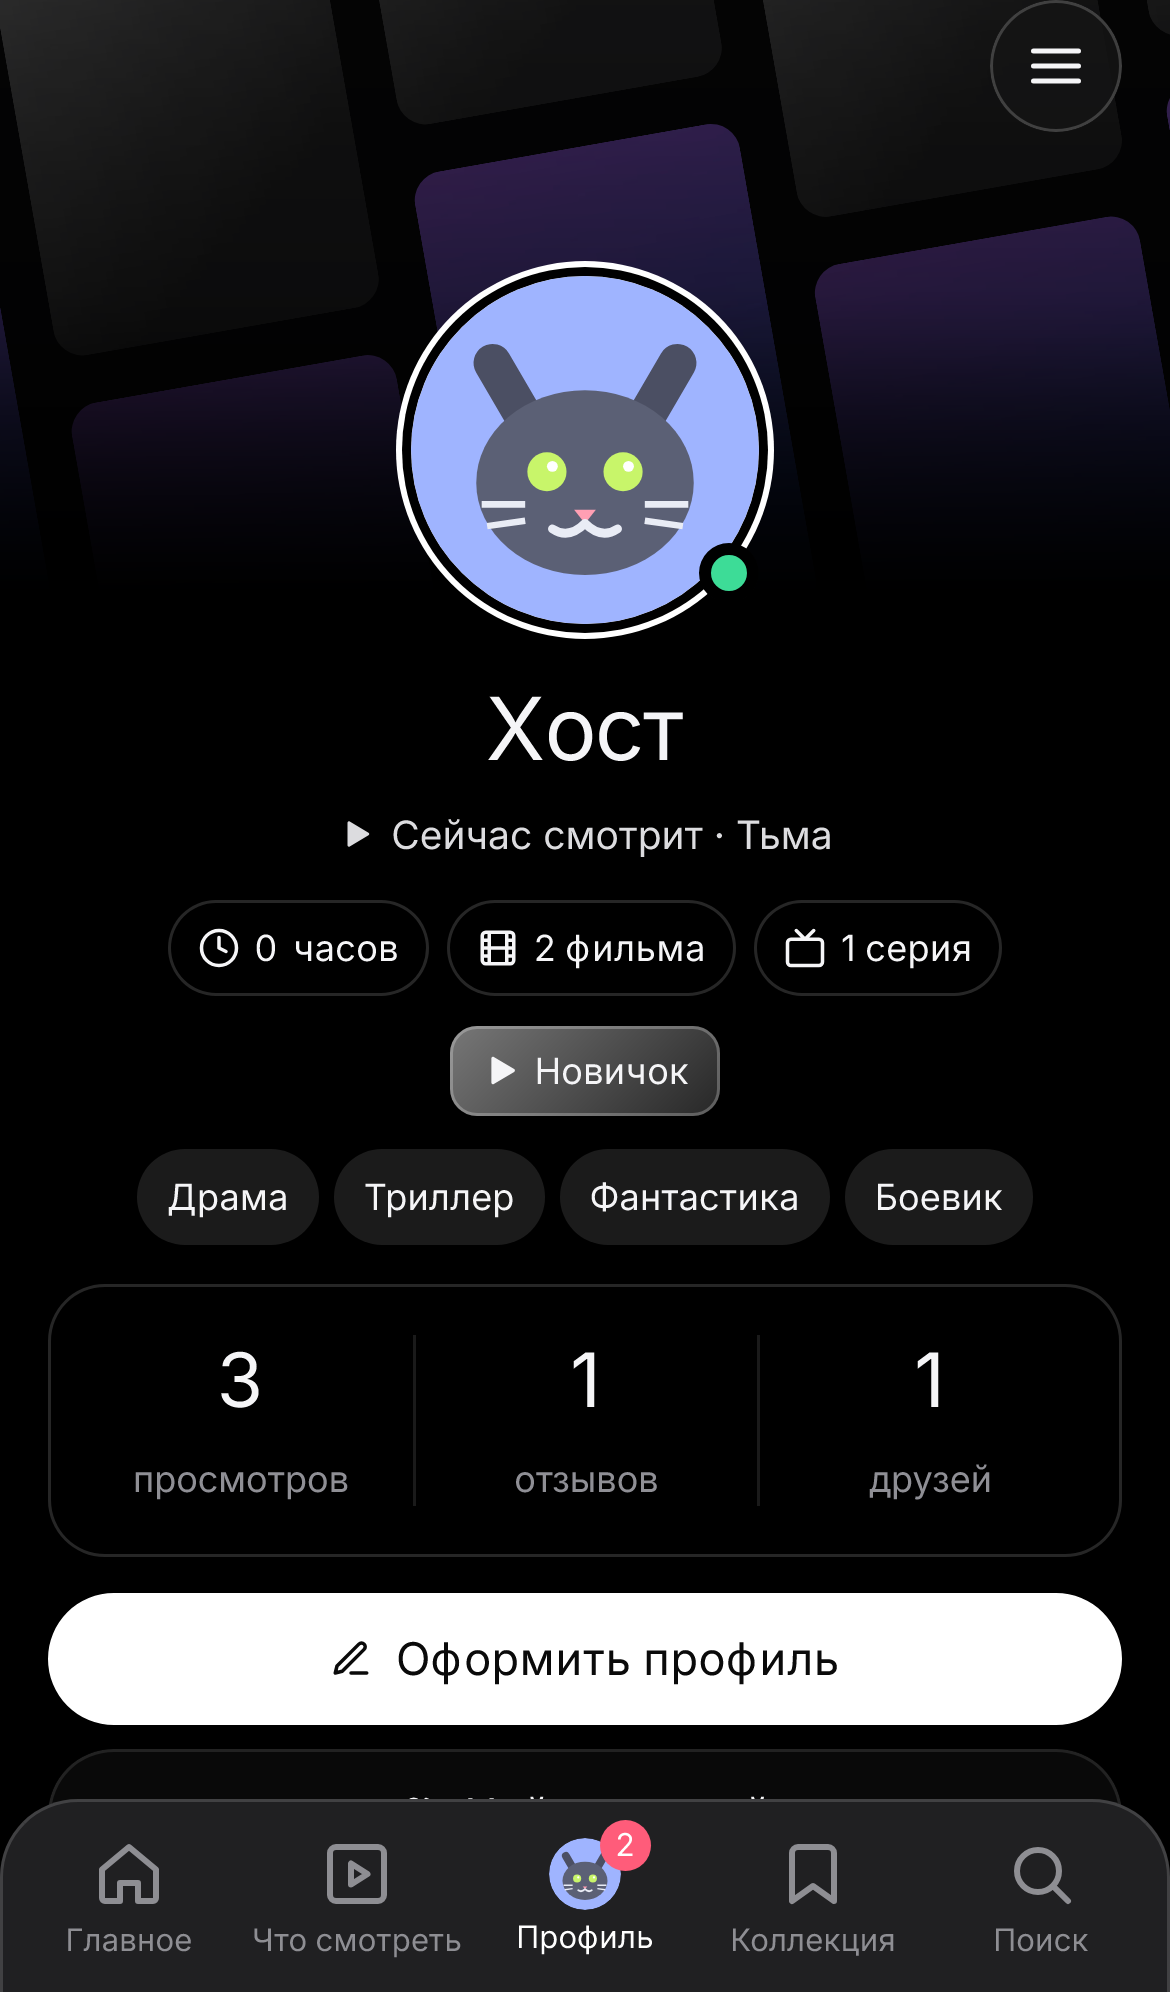 Хост
Сейчас смотрит · Тьма
0 часов
2 фильма
1 серия
Новичок
Драма
Триллер
Фантастика
Боевик
3
просмотров
1
отзывов
1
друзей
Оформить профиль
2
Главное
Что смотреть
Профиль
Коллекция
Поиск